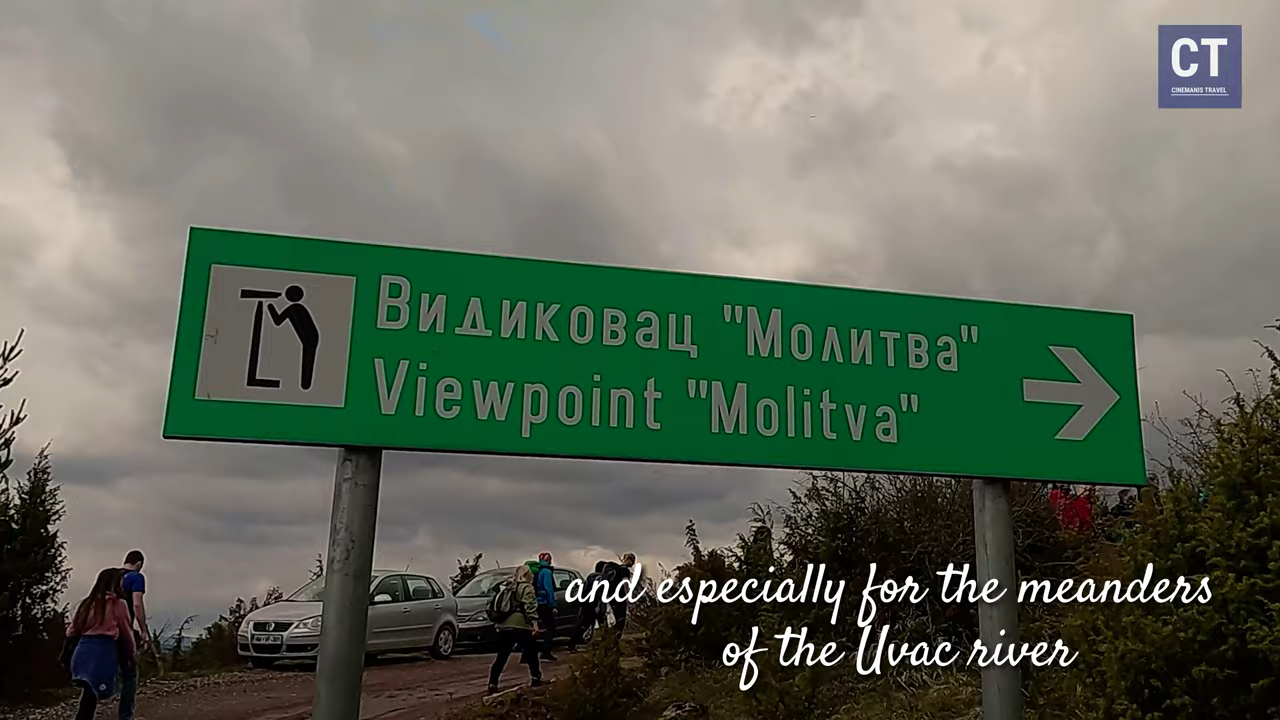 CT
CINEMANIS TRAVEL
Видиковац "Молитва"
Viewpoint "Molitva"
and especially for the meanders
of the Uvac river